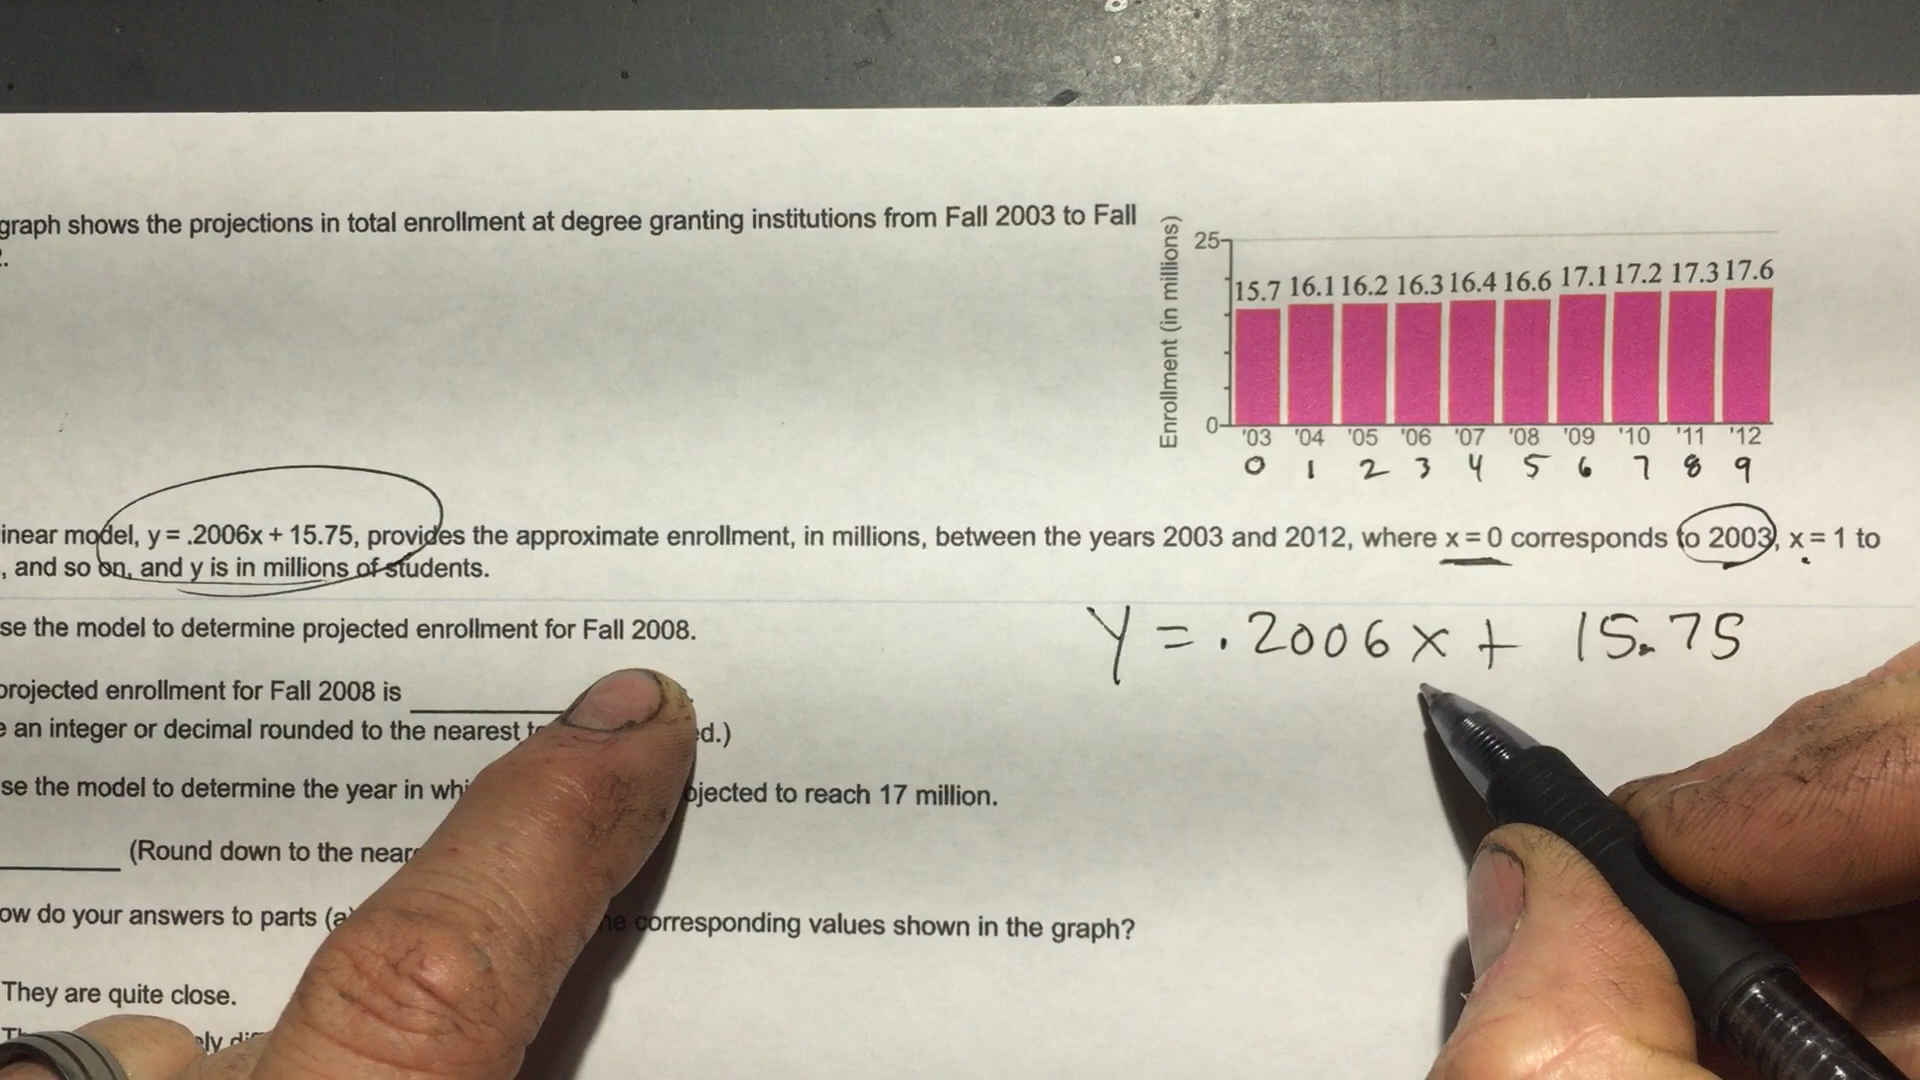 graph shows the projections in total enrollment at degree granting institutions from Fall 2003 to Fall
Enrollment (in millions)
25
15.7 16.1 16.2 16.3 16.4 16.6 17.1 17.2 17.3 17.6
0
'03 '04 '05 '06 '07 '08 '09 '10 '11 '12
0 1 2 3 4 5 6 7 8 9
inear model, y = .2006x + 15.75, provides the approximate enrollment, in millions, between the years 2003 and 2012, where x = 0 corresponds to 2003, x = 1 to
, and so on, and y is in millions of students.
se the model to determine projected enrollment for Fall 2008.
y = .2006x + 15.75
projected enrollment for Fall 2008 is
e an integer or decimal rounded to the nearest d.)
se the model to determine the year in whi ojected to reach 17 million.
(Round down to the near
ow do your answers to parts (a) corresponding values shown in the graph?
They are quite close.